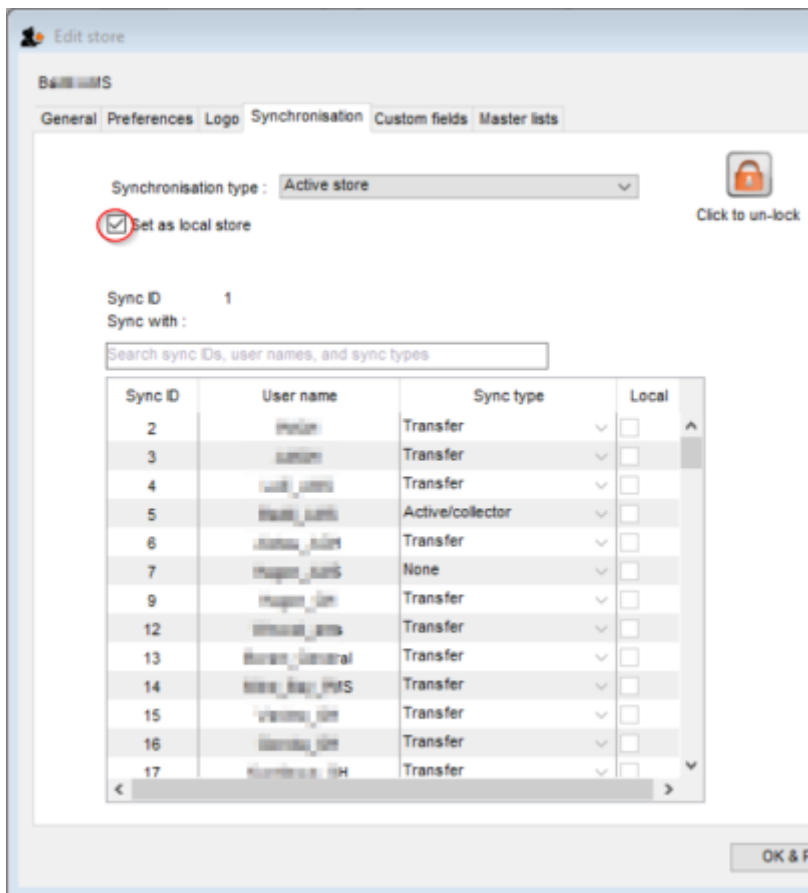 Edit store
General Preferences Logo Synchronisation Custom fields Master lists
Synchronisation type : Active store
Click to un-lock
Set as local store
Sync ID 1
Sync with :
Search sync IDs, user names, and sync types
Sync ID User name Sync type Local
2 Transfer
3 Transfer
4 Transfer
5 Active/collector
6 Transfer
7 None
9 Transfer
12 Transfer
13 Transfer
14 Transfer
15 Transfer
16 Transfer
17 Transfer
OK &